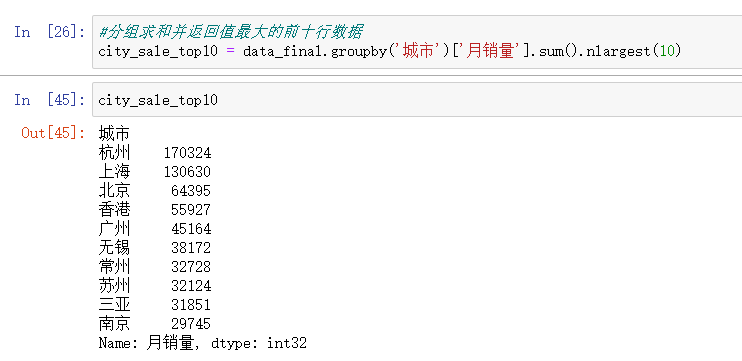 In [26]: #分组求和并返回值最大的前十行数据
city_sale_top10 = data_final.groupby('城市')['月销量'].sum().nlargest(10)
In [45]: city_sale_top10
Out[45]: 城市
杭州 170324
上海 130630
北京 64395
香港 55927
广州 45164
无锡 38172
常州 32728
苏州 32124
三亚 31851
南京 29745
Name: 月销量, dtype: int32